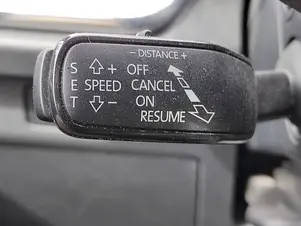 - DISTANCE +
S + OFF
E SPEED CANCEL
T - ON
RESUME